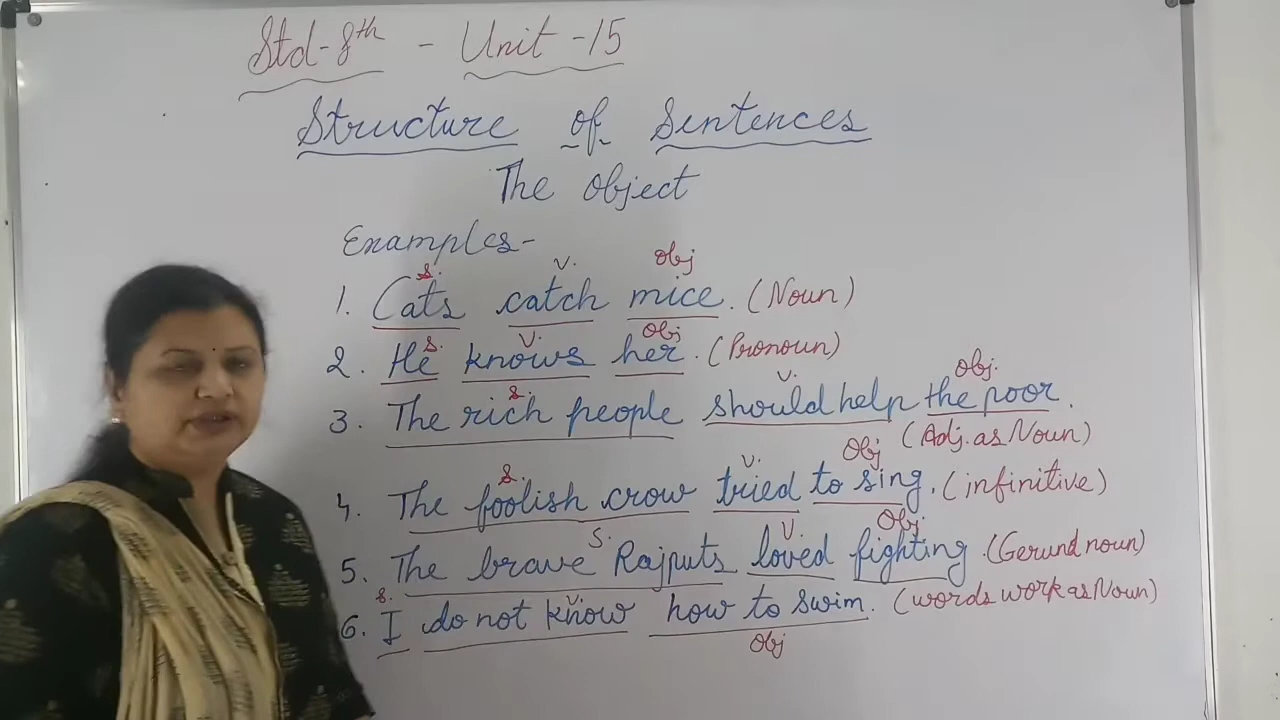 Std-8th - Unit-15
Structure of Sentences
The object
Examples-
s. v. obj
1. Cats catch mice. (Noun)
s. v. obj
2. He knows her. (Pronoun)
s. v. obj.
3. The rich people should help the poor.
(Adj. as Noun)
s. v. Obj
4. The foolish crow tried to sing. (infinitive)
S. V. Obj.
5. The brave Rajputs loved fighting. (Gerund noun)
s. v.
6. I do not know how to swim. (words work as Noun)
Obj